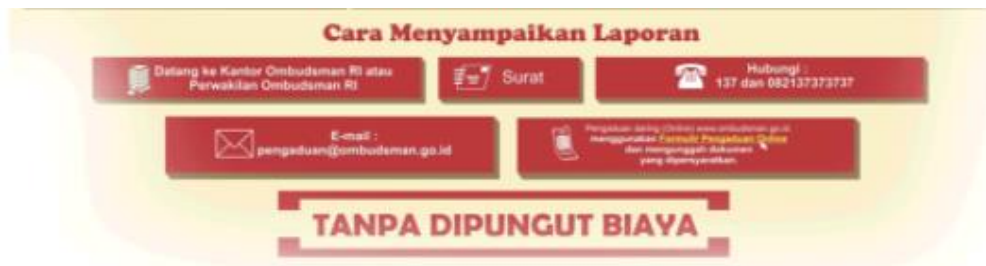 Cara Menyampaikan Laporan
Datang ke Kantor Ombudsman RI atau
Perwakilan Ombudsman RI
Surat
Hubungi :
137 dan 082137373737
E-mail :
pengaduan@ombudsman.go.id
Pengaduan daring (Online) www.ombudsman.go.id
menggunakan Formulir Pengaduan Online
dan mengunggah dokumen
yang dipersyaratkan.
TANPA DIPUNGUT BIAYA